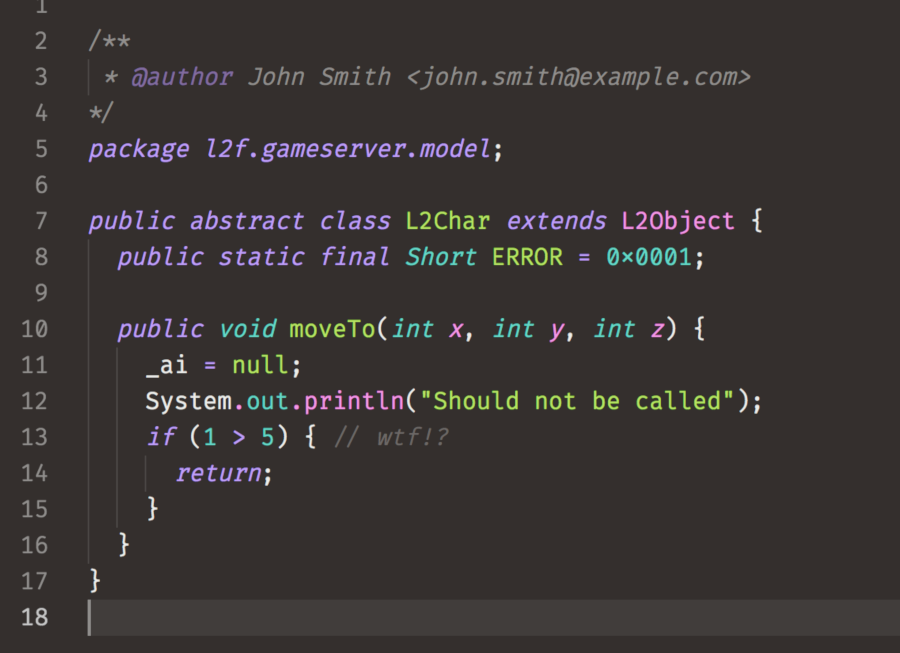 1
2 /**
3 * @author John Smith <john.smith@example.com>
4 */
5 package l2f.gameserver.model;
6
7 public abstract class L2Char extends L2Object {
8 public static final Short ERROR = 0x0001;
9
10 public void moveTo(int x, int y, int z) {
11 _ai = null;
12 System.out.println("Should not be called");
13 if (1 > 5) { // wtf!?
14 return;
15 }
16 }
17 }
18